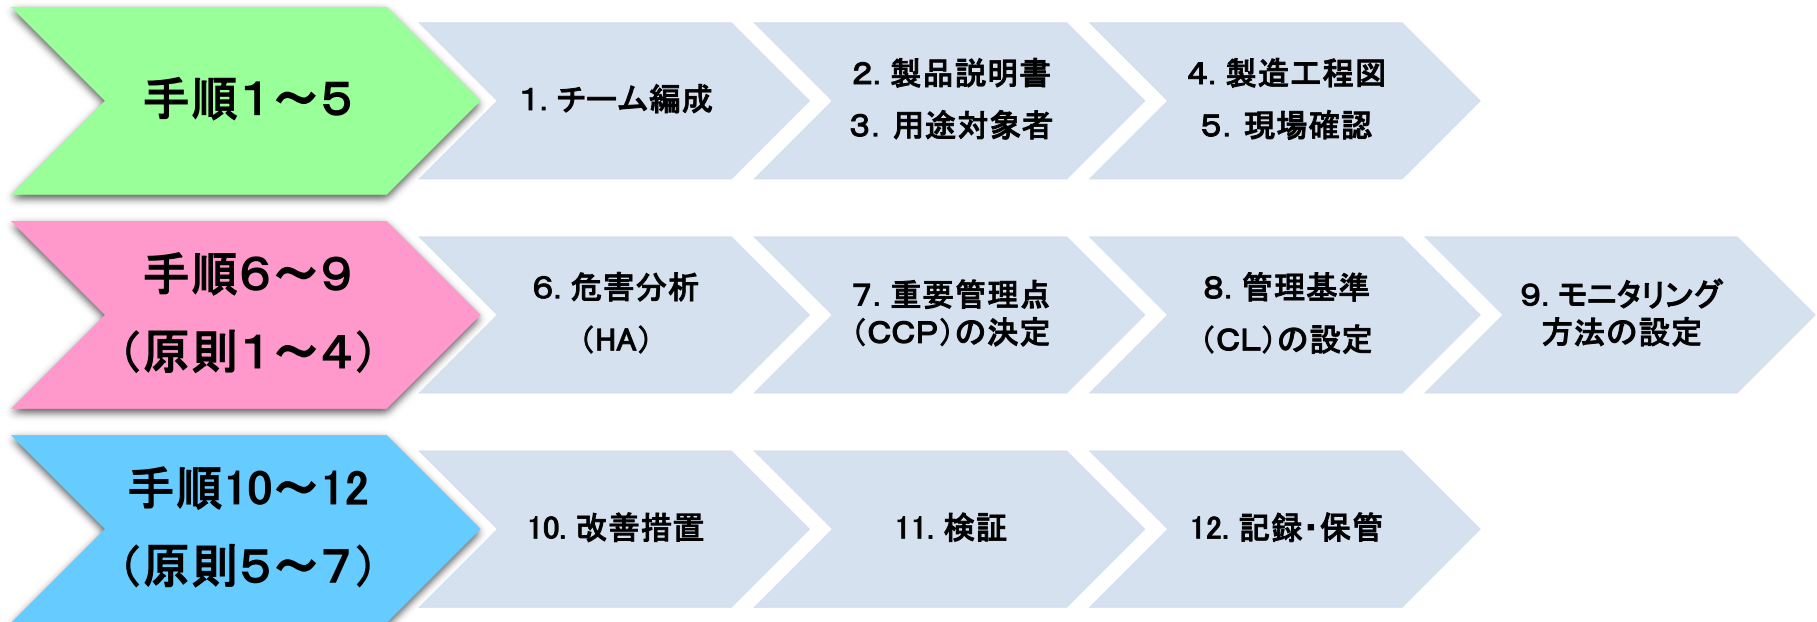 手順１～５
1. チーム編成
2. 製品説明書
３．用途対象者
4. 製造工程図
５．現場確認
手順６～９
（原則１～４）
６. 危害分析
（HA）
７. 重要管理点
（ＣＣＰ）の決定
８. 管理基準
（ＣＬ）の設定
９. モニタリング
方法の設定
手順10～12
（原則５～７）
10. 改善措置
11. 検証
12. 記録・保管